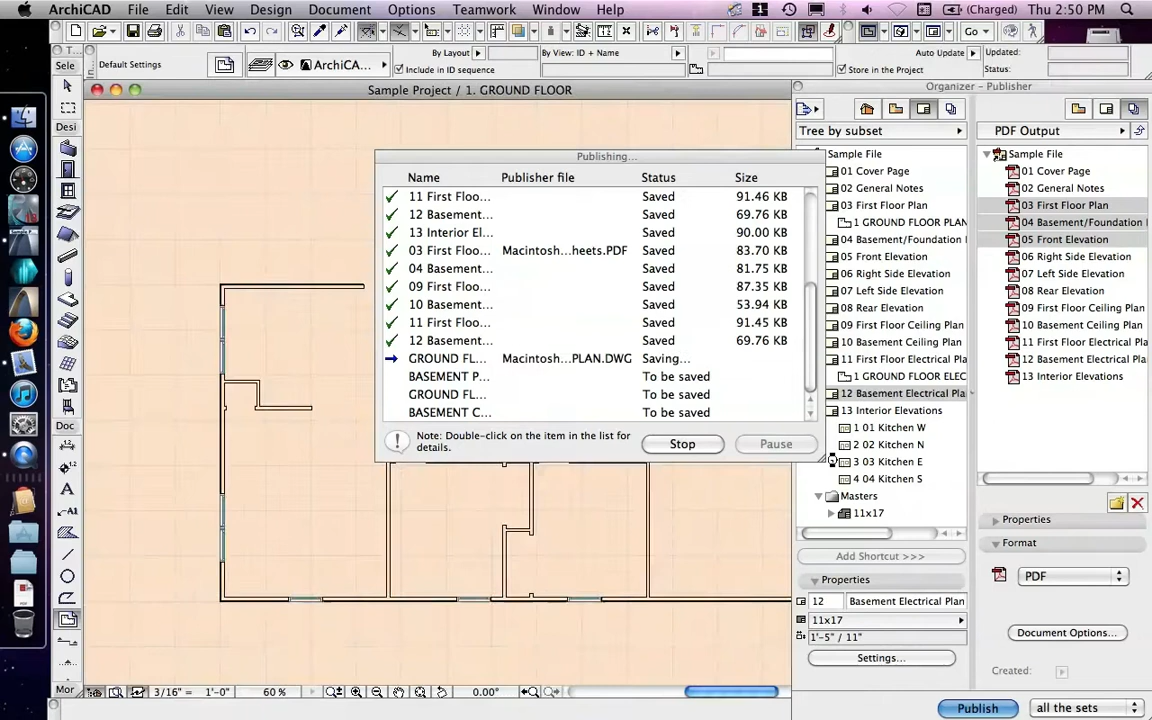 ArchiCAD File Edit View Design Document Options Teamwork Window Help (Charged) Thu 2:50 PM
Go
Default Settings
ArchiCA...
By Layout
Include in ID sequence
By View: ID + Name
Auto Update
Store in the Project
Updated:
Status:
Sele
Desi
Doc
Mor
Sample Project / 1. GROUND FLOOR
Publishing...
Name Publisher file Status Size
11 First Floo... Saved 91.46 KB
12 Basement... Saved 69.76 KB
13 Interior El... Saved 90.00 KB
03 First Floo... Macintosh...heets.PDF Saved 83.70 KB
04 Basement... Saved 81.75 KB
09 First Floo... Saved 87.35 KB
10 Basement... Saved 53.94 KB
11 First Floo... Saved 91.45 KB
12 Basement... Saved 69.76 KB
GROUND FL... Macintosh...PLAN.DWG Saving...
BASEMENT P... To be saved
GROUND FL... To be saved
BASEMENT C... To be saved
Note: Double-click on the item in the list for
details.
Stop
Pause
3/16" = 1'-0"
60 %
0.00°
Organizer - Publisher
Tree by subset
Sample File
01 Cover Page
02 General Notes
03 First Floor Plan
1 GROUND FLOOR PLAN
04 Basement/Foundation
05 Front Elevation
06 Right Side Elevation
07 Left Side Elevation
08 Rear Elevation
09 First Floor Ceiling Plan
10 Basement Ceiling Plan
11 First Floor Electrical Plan
1 GROUND FLOOR ELEC
12 Basement Electrical Pla
13 Interior Elevations
1 01 Kitchen W
2 02 Kitchen N
3 03 Kitchen E
4 04 Kitchen S
Masters
11x17
Add Shortcut >>>
Properties
12
Basement Electrical Plan
11x17
1'-5" / 11"
Settings...
PDF Output
Sample File
01 Cover Page
02 General Notes
03 First Floor Plan
04 Basement/Foundation
05 Front Elevation
06 Right Side Elevation
07 Left Side Elevation
08 Rear Elevation
09 First Floor Ceiling Plan
10 Basement Ceiling Plan
11 First Floor Electrical Plan
12 Basement Electrical Plan
13 Interior Elevations
Properties
Format
PDF
Document Options...
Created:
Publish
all the sets